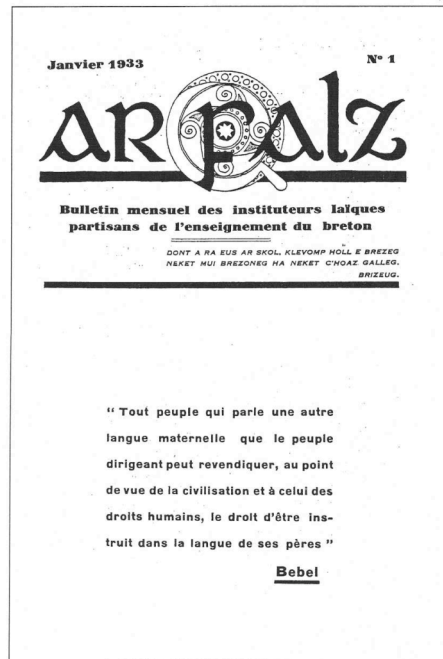 Janvier 1933
N° 1
AR FALZ
Bulletin mensuel des instituteurs laïques
partisans de l'enseignement du breton
DONT A RA EUS AR SKOL, KLEVOMP HOLL E BREZEG
NEKET MUI BREZONEG HA NEKET C'HOAZ GALLEG.
BRIZEUG.
“ Tout peuple qui parle une autre
langue maternelle que le peuple
dirigeant peut revendiquer, au point
de vue de la civilisation et à celui des
droits humains, le droit d'être ins-
truit dans la langue de ses pères ”
Bebel